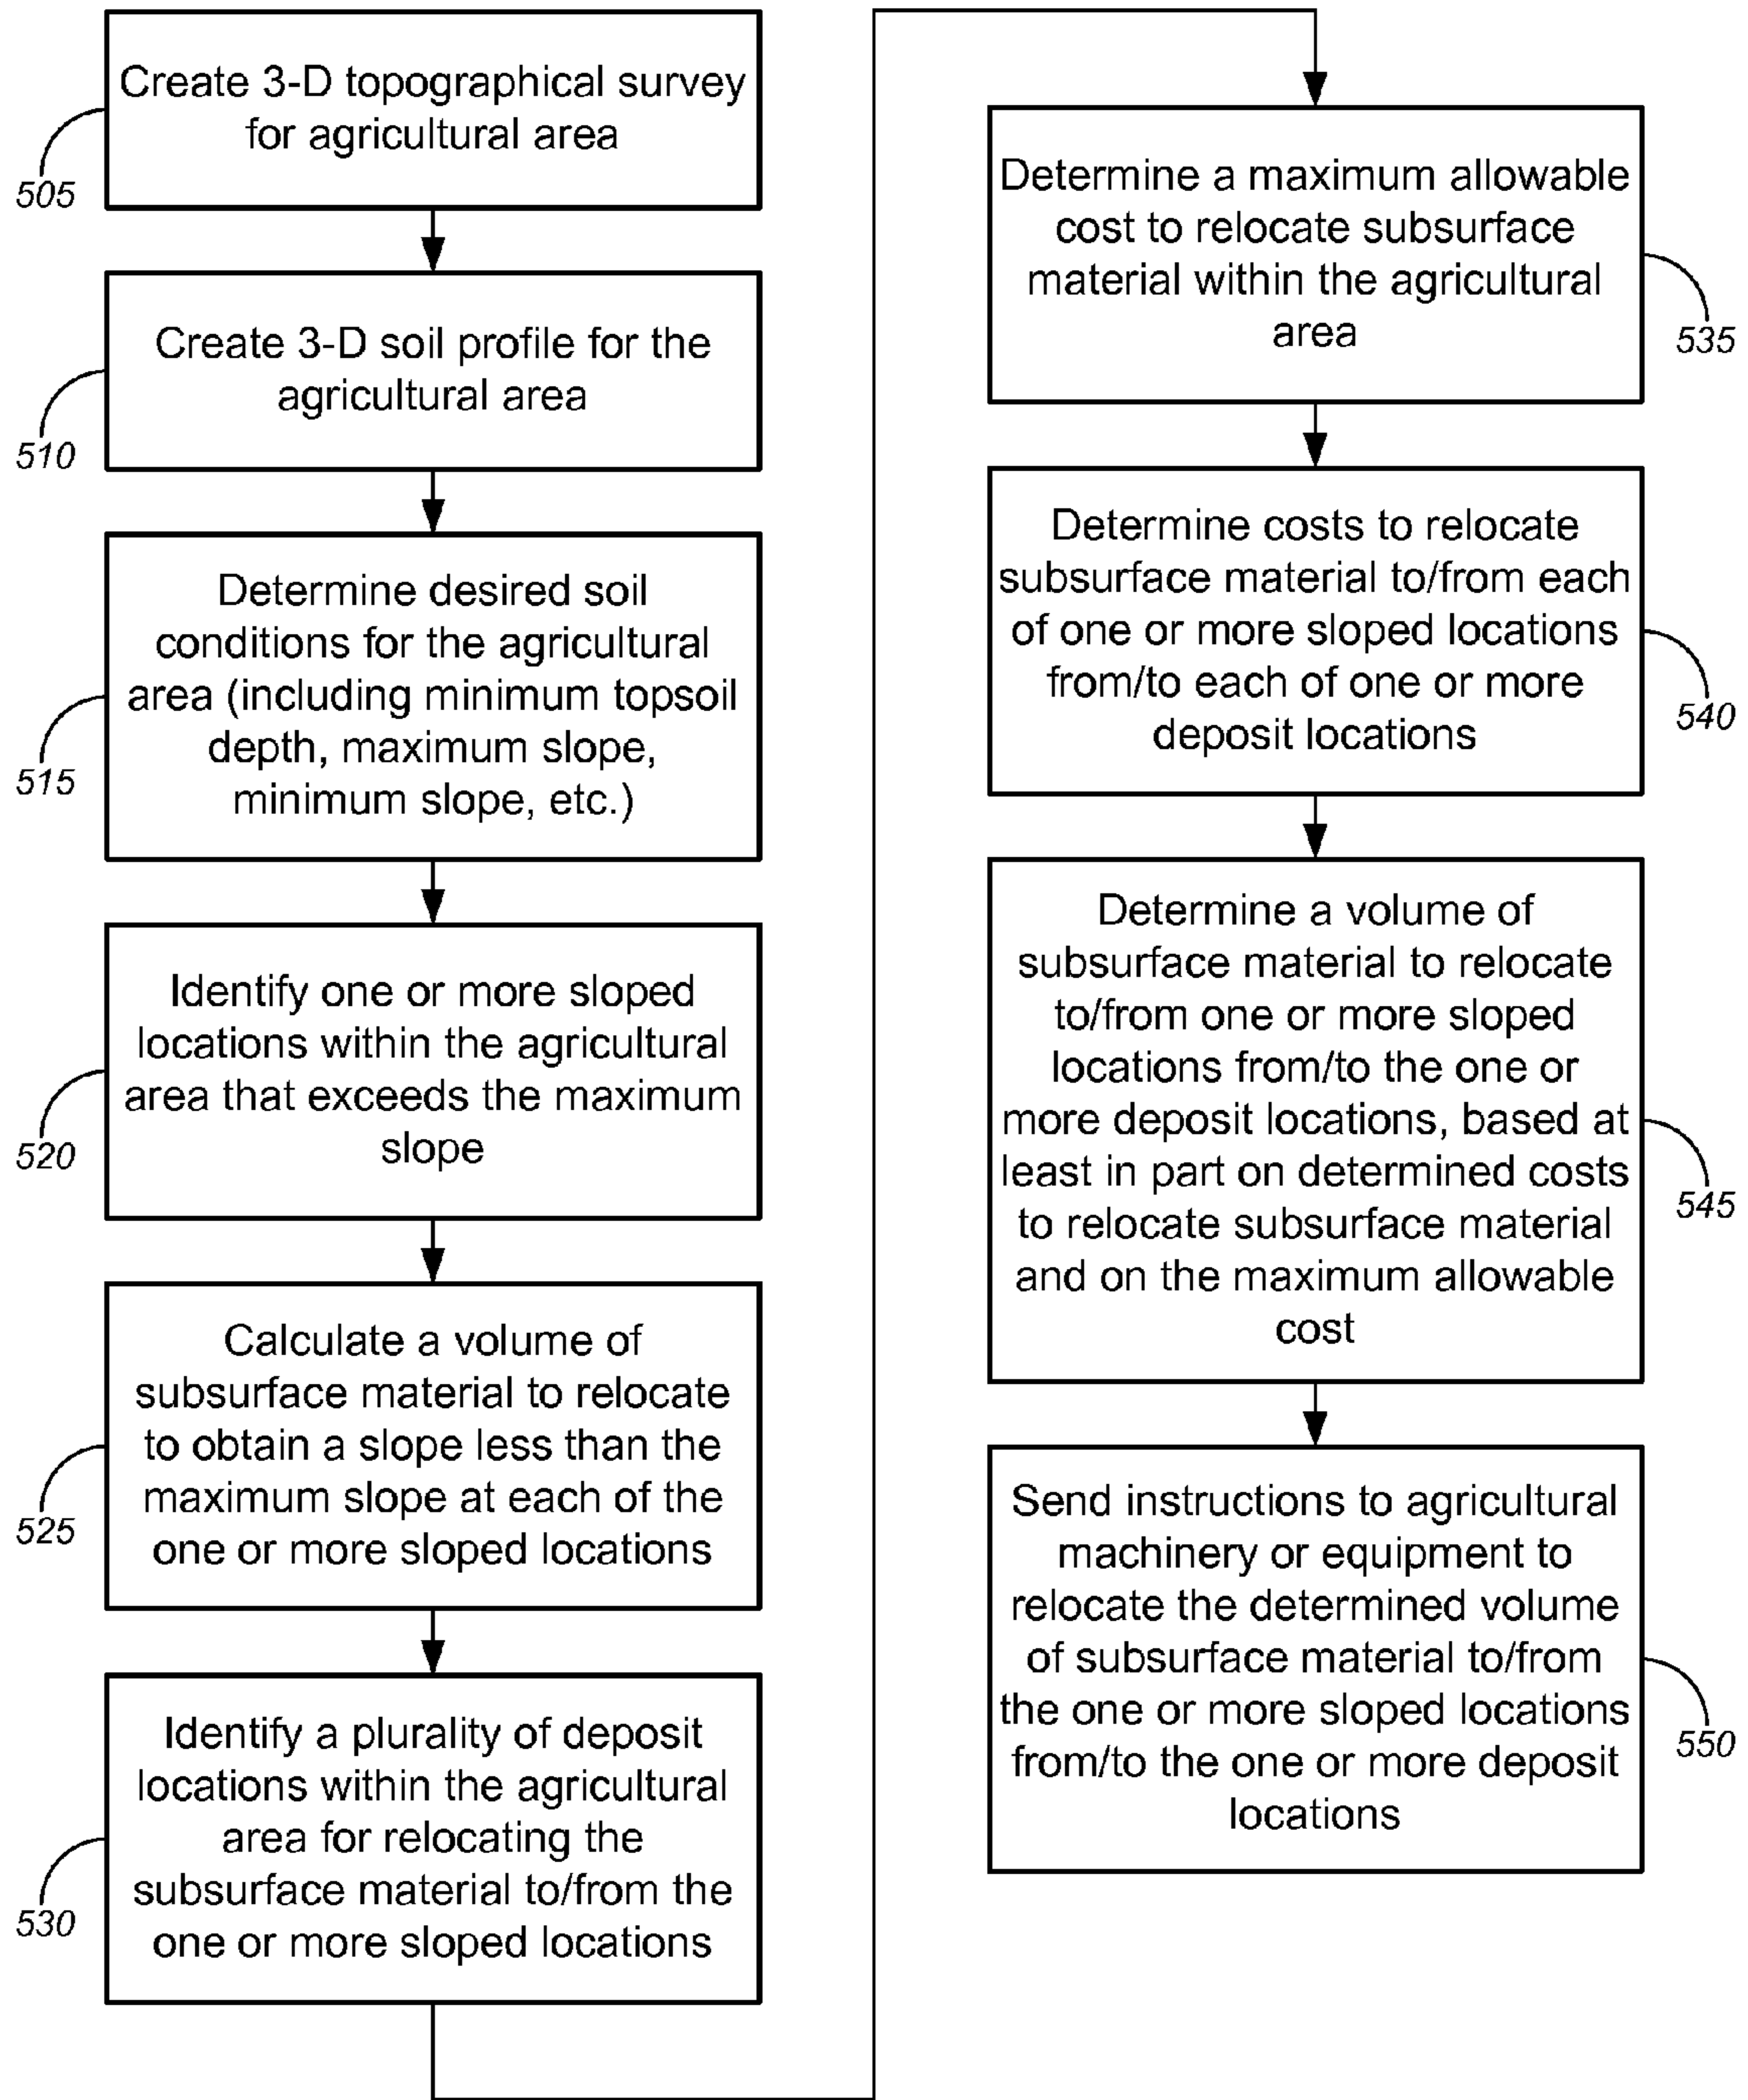 Create 3-D topographical survey
for agricultural area
505
Create 3-D soil profile for the
agricultural area
510
Determine desired soil
conditions for the agricultural
area (including minimum topsoil
depth, maximum slope,
minimum slope, etc.)
515
Identify one or more sloped
locations within the agricultural
area that exceeds the maximum
slope
520
Calculate a volume of
subsurface material to relocate
to obtain a slope less than the
maximum slope at each of the
one or more sloped locations
525
Identify a plurality of deposit
locations within the agricultural
area for relocating the
subsurface material to/from the
one or more sloped locations
530
Determine a maximum allowable
cost to relocate subsurface
material within the agricultural
area
535
Determine costs to relocate
subsurface material to/from each
of one or more sloped locations
from/to each of one or more
deposit locations
540
Determine a volume of
subsurface material to relocate
to/from one or more sloped
locations from/to the one or
more deposit locations, based at
least in part on determined costs
to relocate subsurface material
and on the maximum allowable
cost
545
Send instructions to agricultural
machinery or equipment to
relocate the determined volume
of subsurface material to/from
the one or more sloped locations
from/to the one or more deposit
locations
550